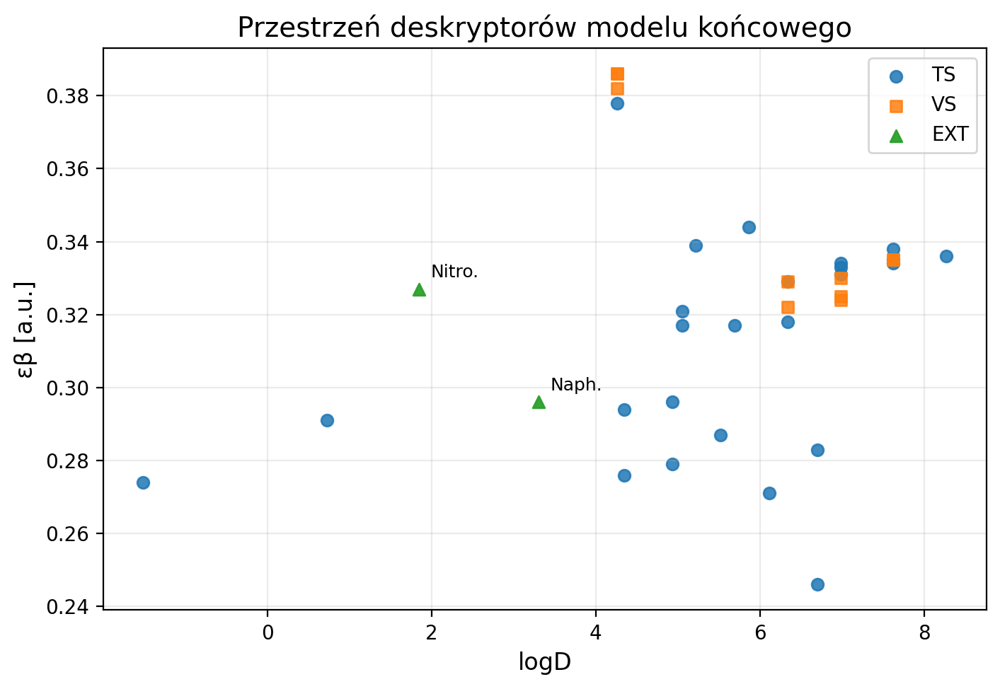 Przestrzeń deskryptorów modelu końcowego
TS
VS
EXT
Nitro.
Naph.
0.38
0.36
0.34
0.32
0.30
0.28
0.26
0.24
εβ [a.u.]
0
2
4
6
8
logD